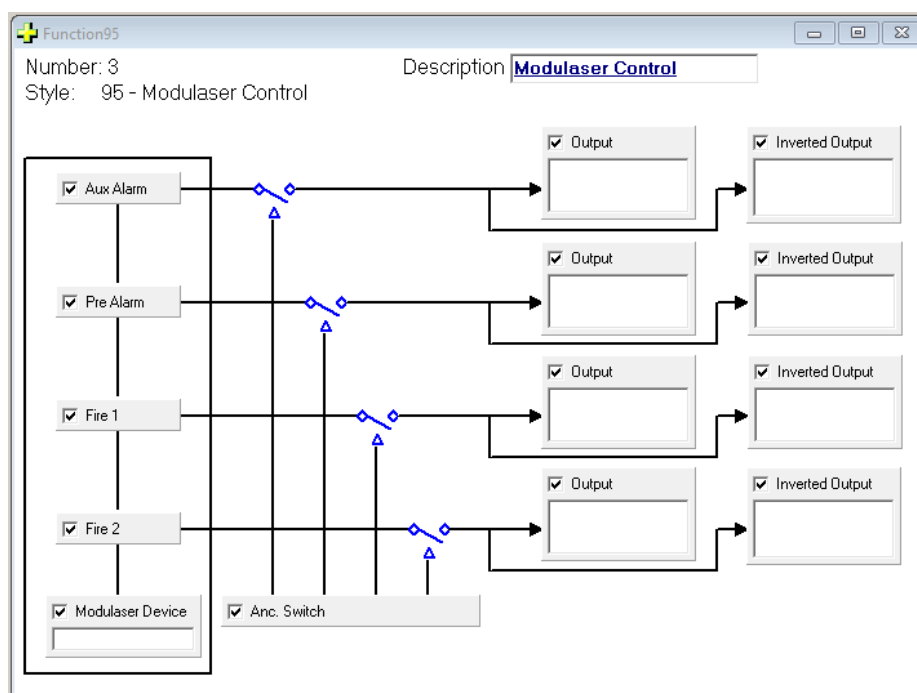 Function95
Number: 3
Description Modulaser Control
Style: 95 - Modulaser Control
Output
Inverted Output
Aux Alarm
Output
Inverted Output
Pre Alarm
Output
Inverted Output
Fire 1
Output
Inverted Output
Fire 2
Modulaser Device
Anc. Switch